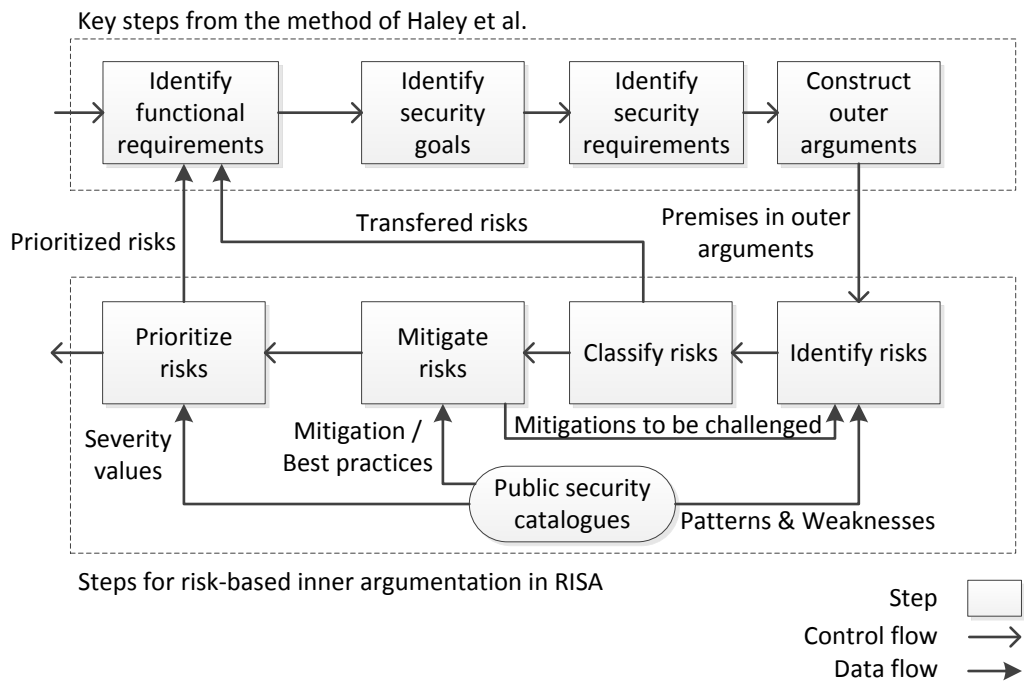 Key steps from the method of Haley et al.
Identify
functional
requirements
Identify
security
goals
Identify
security
requirements
Construct
outer
arguments
Prioritized risks
Transfered risks
Premises in outer
arguments
Prioritize
risks
Mitigate
risks
Classify risks
Identify risks
Severity
values
Mitigation /
Best practices
Mitigations to be challenged
Public security
catalogues
Patterns & Weaknesses
Steps for risk-based inner argumentation in RISA
Step
Control flow
Data flow